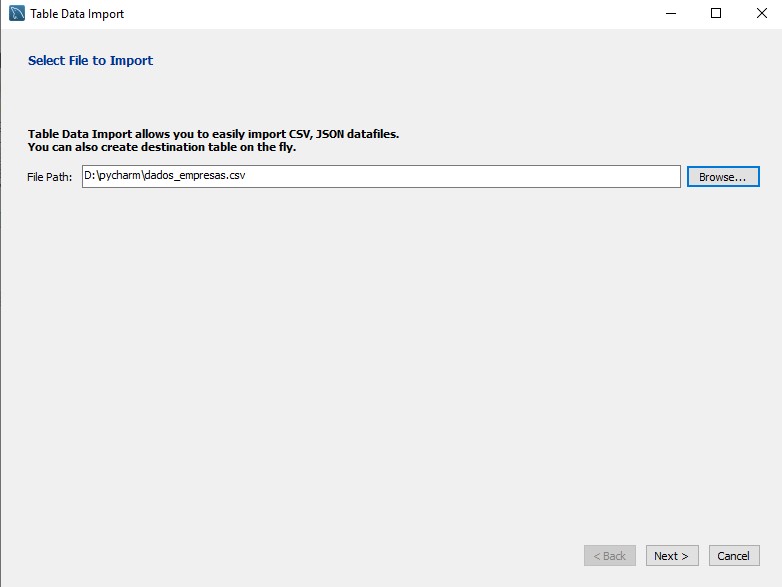 Table Data Import
Select File to Import
Table Data Import allows you to easily import CSV, JSON datafiles.
You can also create destination table on the fly.
File Path: D:\pycharm\dados_empresas.csv Browse...
< Back Next > Cancel